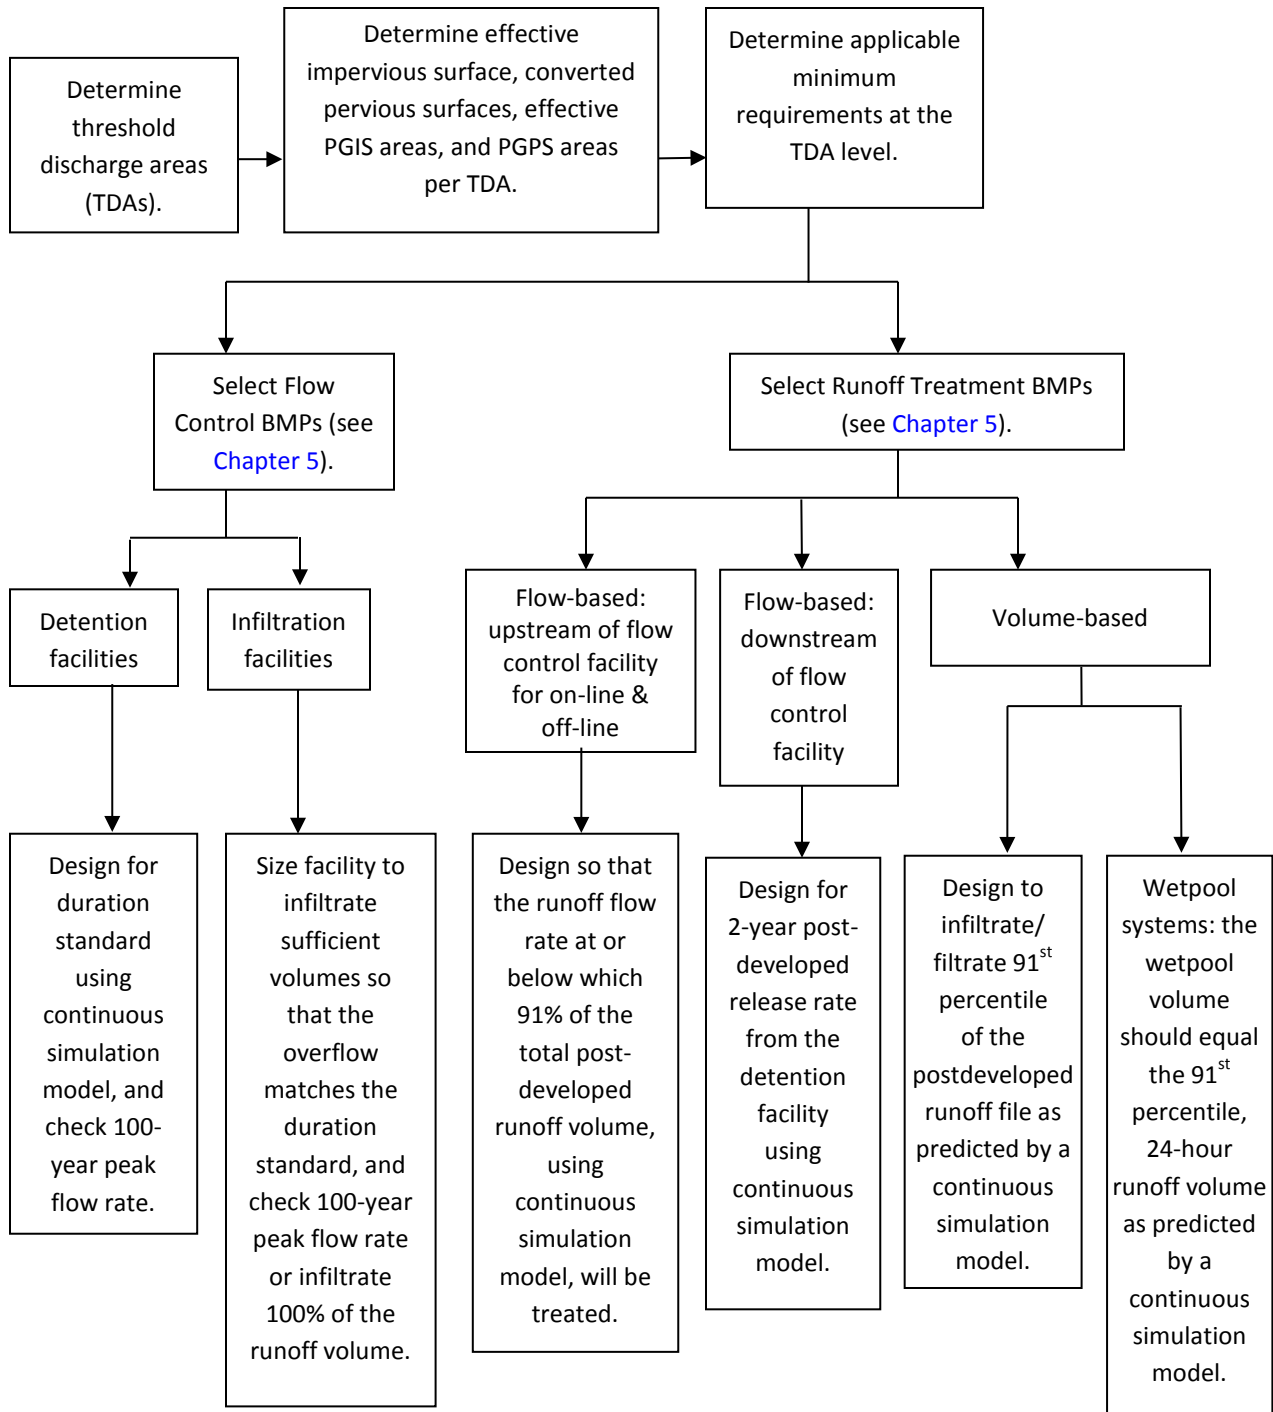 Determine
threshold
discharge areas
(TDAs).
Determine effective
impervious surface, converted
pervious surfaces, effective
PGIS areas, and PGPS areas
per TDA.
Determine applicable
minimum
requirements at the
TDA level.
Select Flow
Control BMPs (see
Chapter 5).
Select Runoff Treatment BMPs
(see Chapter 5).
Detention
facilities
Infiltration
facilities
Flow-based:
upstream of flow
control facility
for on-line &
off-line
Flow-based:
downstream
of flow
control
facility
Volume-based
Design for
duration
standard
using
continuous
simulation
model, and
check 100-
year peak
flow rate.
Size facility to
infiltrate
sufficient
volumes so
that the
overflow
matches the
duration
standard, and
check 100-year
peak flow rate
or infiltrate
100% of the
runoff volume.
Design so that
the runoff flow
rate at or
below which
91% of the
total post-
developed
runoff volume,
using
continuous
simulation
model, will be
treated.
Design for
2-year post-
developed
release rate
from the
detention
facility
using
continuous
simulation
model.
Design to
infiltrate/
filtrate 91st
percentile
of the
postdeveloped
runoff file as
predicted by a
continuous
simulation
model.
Wetpool
systems: the
wetpool
volume
should equal
the 91st
percentile,
24-hour
runoff volume
as predicted
by a
continuous
simulation
model.